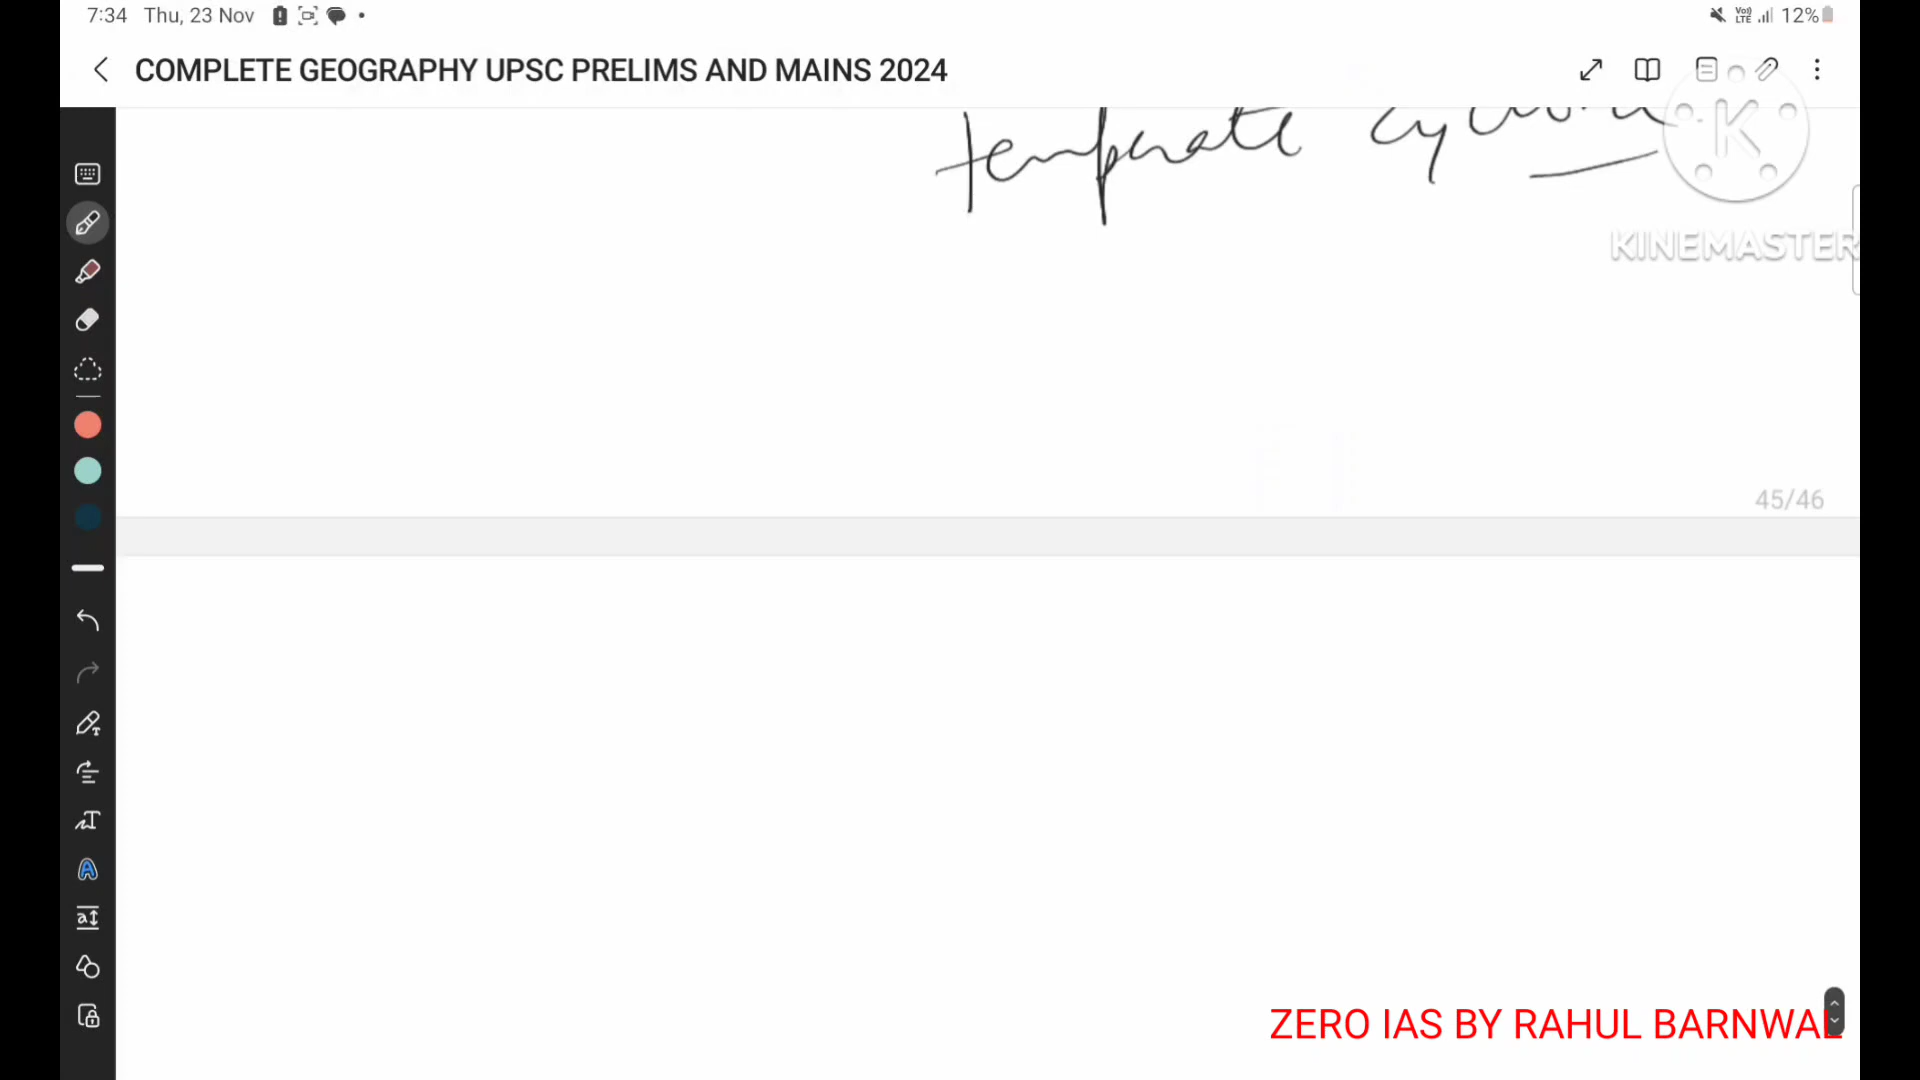 7:34 Thu, 23 Nov
12%
COMPLETE GEOGRAPHY UPSC PRELIMS AND MAINS 2024
temperate
K
KINEMASTER
45/46
ZERO IAS BY RAHUL BARNWAL